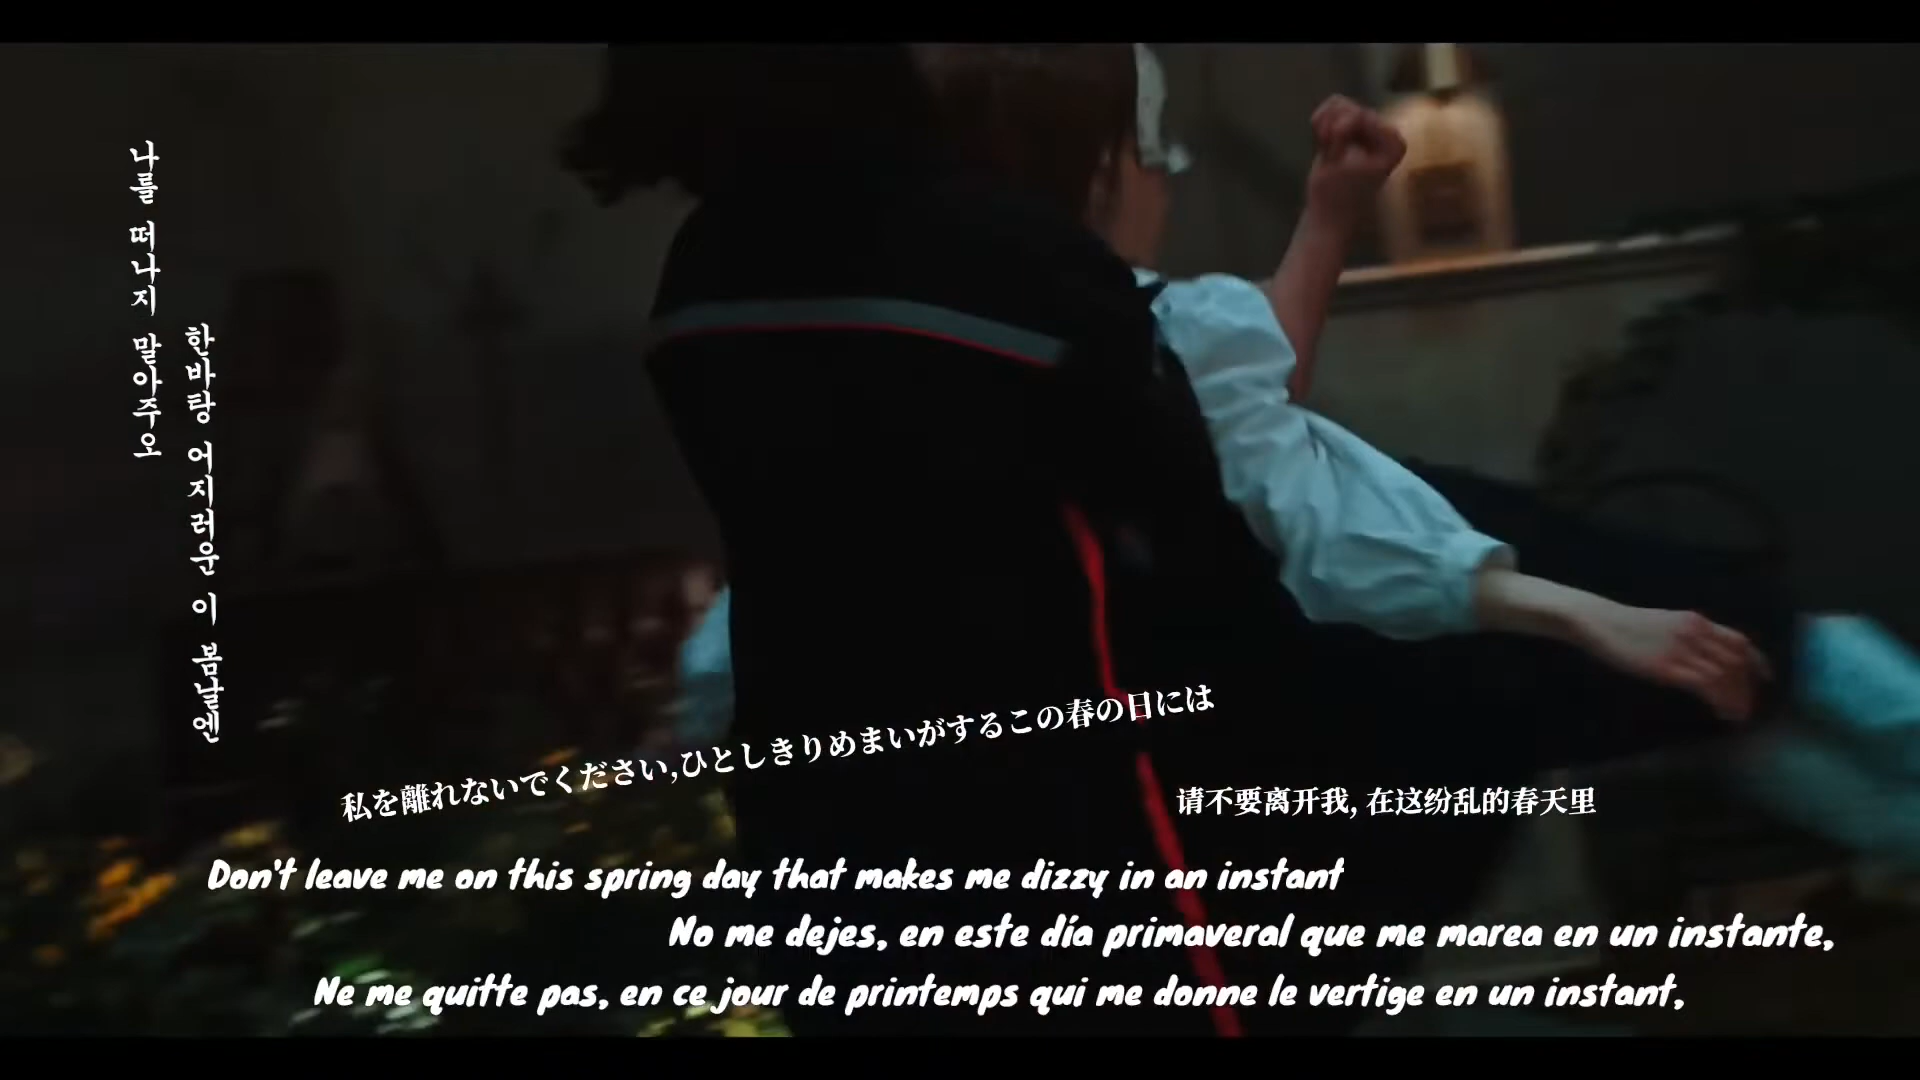 나를 떠나지 말아주오
한바탕 어지러운 이 봄날엔
私を離れないでください,ひとしきりめまいがするこの春の日には
请不要离开我, 在这纷乱的春天里
Don't leave me on this spring day that makes me dizzy in an instant
No me dejes, en este día primaveral que me marea en un instante,
Ne me quitte pas, en ce jour de printemps qui me donne le vertige en un instant,